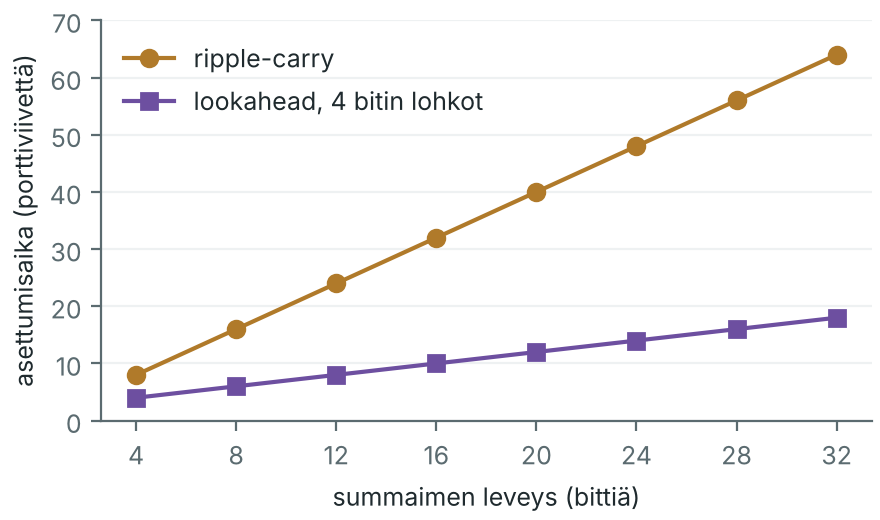 ripple-carry
lookahead, 4 bitin lohkot
asettumisaika (porttiviivettä)
70
60
50
40
30
20
10
0
4 8 12 16 20 24 28 32
summaimen leveys (bittiä)